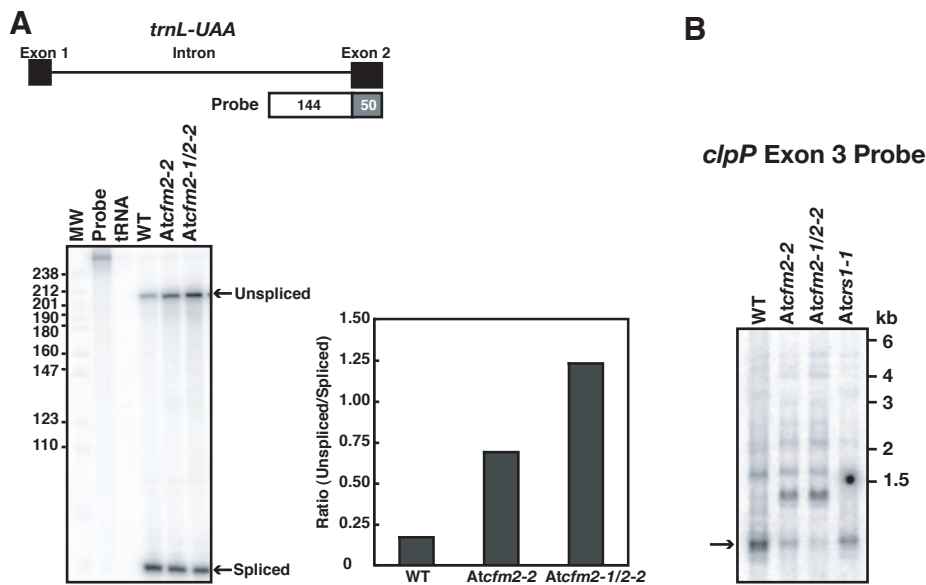 A
trnL-UAA
Exon 1 Intron Exon 2
Probe 144 50
MW
Probe
tRNA
WT
Atcfm2-2
Atcfm2-1/2-2
238
212
201
190
180
160
147
123
110
Unspliced
Spliced
Ratio (Unspliced/Spliced)
1.50
1.25
1.00
0.75
0.50
0.25
0
WT Atcfm2-2 Atcfm2-1/2-2
B
clpP Exon 3 Probe
WT
Atcfm2-2
Atcfm2-1/2-2
Atcrs1-1
kb
6
4
3
2
1.5